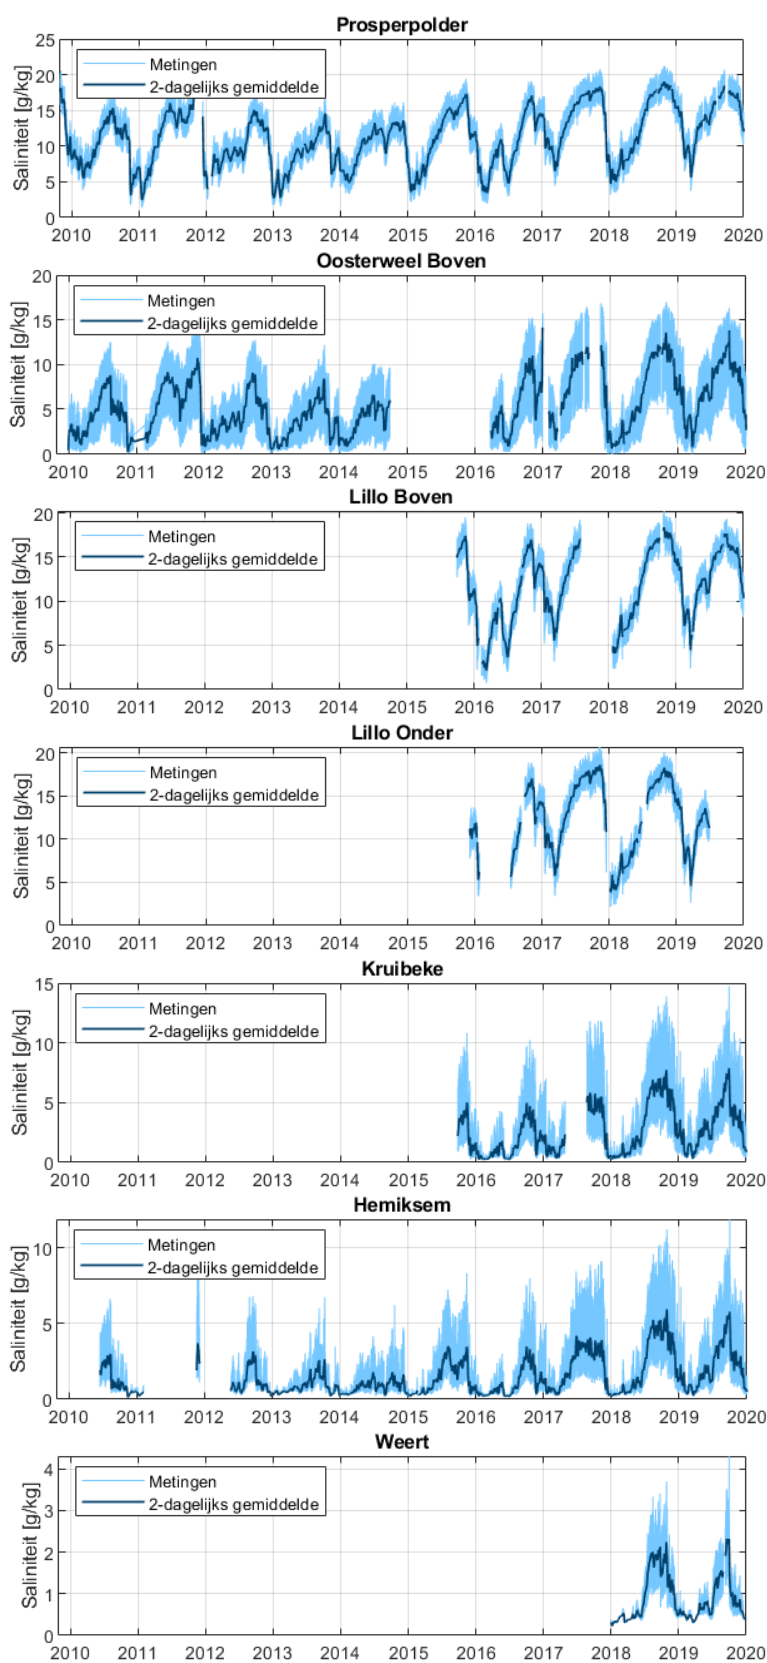 Prosperpolder
Saliniteit [g/kg]
25
20
15
10
5
0
Metingen
2-dagelijks gemiddelde
2010 2011 2012 2013 2014 2015 2016 2017 2018 2019 2020
Oosterweel Boven
Saliniteit [g/kg]
20
15
10
5
0
Metingen
2-dagelijks gemiddelde
2010 2011 2012 2013 2014 2015 2016 2017 2018 2019 2020
Lillo Boven
Saliniteit [g/kg]
20
15
10
5
0
Metingen
2-dagelijks gemiddelde
2010 2011 2012 2013 2014 2015 2016 2017 2018 2019 2020
Lillo Onder
Saliniteit [g/kg]
20
15
10
5
0
Metingen
2-dagelijks gemiddelde
2010 2011 2012 2013 2014 2015 2016 2017 2018 2019 2020
Kruibeke
Saliniteit [g/kg]
15
10
5
0
Metingen
2-dagelijks gemiddelde
2010 2011 2012 2013 2014 2015 2016 2017 2018 2019 2020
Hemiksem
Saliniteit [g/kg]
10
5
0
Metingen
2-dagelijks gemiddelde
2010 2011 2012 2013 2014 2015 2016 2017 2018 2019 2020
Weert
Saliniteit [g/kg]
4
3
2
1
0
Metingen
2-dagelijks gemiddelde
2010 2011 2012 2013 2014 2015 2016 2017 2018 2019 2020